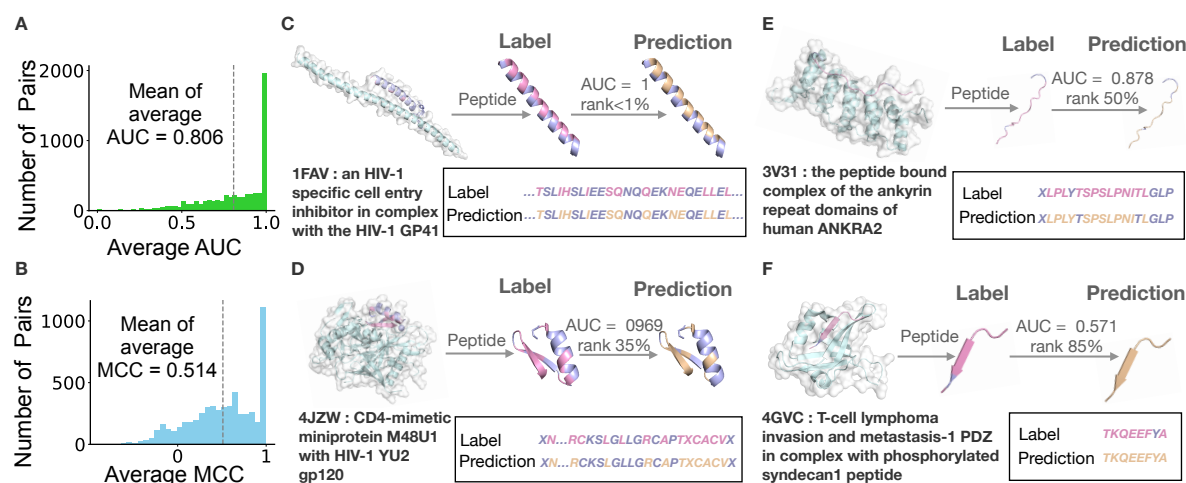 A
Number of Pairs
2000
1000
0
Mean of
average
AUC = 0.806
0.0
0.5
1.0
Average AUC
B
Number of Pairs
1000
500
0
Mean of
average
MCC = 0.514
0
1
Average MCC
C
Label
Prediction
Peptide
AUC = 1
rank<1%
1FAV : an HIV-1
specific cell entry
inhibitor in complex
with the HIV-1 GP41
Label
...TSLIHSLIEESQNQQEKNEQELLEL...
Prediction
...TSLIHSLIEESQNQQEKNEQELLEL...
D
Label
Prediction
Peptide
AUC = 0969
rank 35%
4JZW : CD4-mimetic
miniprotein M48U1
with HIV-1 YU2
gp120
Label
XN...RCKSLGLLGRCAPTXCACVX
Prediction
XN...RCKSLGLLGRCAPTXCACVX
E
Label
Prediction
Peptide
AUC = 0.878
rank 50%
3V31 : the peptide bound
complex of the ankyrin
repeat domains of
human ANKRA2
Label
XLPLYTSPSLPNITLGLP
Prediction
XLPLYTSPSLPNITLGLP
F
Label
Prediction
Peptide
AUC = 0.571
rank 85%
4GVC : T-cell lymphoma
invasion and metastasis-1 PDZ
in complex with phosphorylated
syndecan1 peptide
Label
TKQEEFYA
Prediction
TKQEEFYA